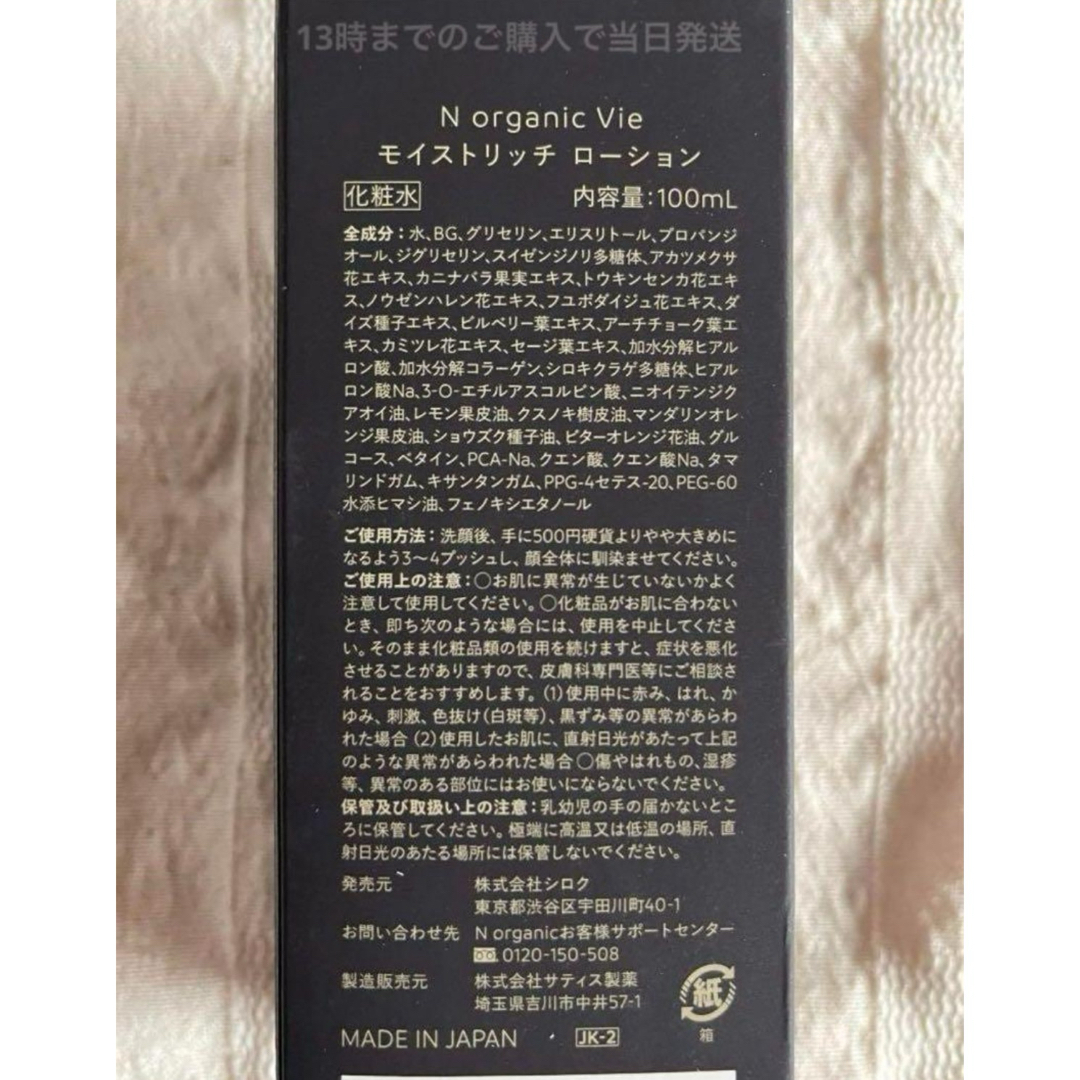 13時までのご購入で当日発送
N organic Vie
モイストリッチ ローション
化粧水 内容量:100mL
全成分:水、BG、グリセリン、エリスリトール、プロパンジ
オール、ジグリセリン、スイゼンジノリ多糖体、アカツメクサ
花エキス、カニナバラ果実エキス、トウキンセンカ花エキ
ス、ノウゼンハレン花エキス、フユボダイジュ花エキス、ダ
イズ種子エキス、ビルベリー葉エキス、アーチチョーク葉エ
キス、カミツレ花エキス、セージ葉エキス、加水分解ヒアル
ロン酸、加水分解コラーゲン、シロキクラゲ多糖体、ヒアル
ロン酸Na、3-O-エチルアスコルビン酸、ニオイテンジク
アオイ油、レモン果皮油、クスノキ樹皮油、マンダリンオレ
ンジ果皮油、ショウズク種子油、ビターオレンジ花油、グル
コース、ベタイン、PCA-Na、クエン酸、クエン酸Na、タマ
リンドガム、キサンタンガム、PPG-4セテス-20、PEG-60
水添ヒマシ油、フェノキシエタノール
ご使用方法:洗顔後、手に500円硬貨よりやや大きめに
なるよう3〜4プッシュし、顔全体に馴染ませてください。
ご使用上の注意:○お肌に異常が生じていないかよく
注意して使用してください。○化粧品がお肌に合わない
とき、即ち次のような場合には、使用を中止してくださ
い。そのまま化粧品類の使用を続けますと、症状を悪化
させることがありますので、皮膚科専門医等にご相談さ
れることをおすすめします。(1)使用中に赤み、はれ、か
ゆみ、刺激、色抜け(白斑等)、黒ずみ等の異常があらわ
れた場合 (2)使用したお肌に、直射日光があたって上記
のような異常があらわれた場合 ○傷やはれもの、湿疹
等、異常のある部位にはお使いにならないでください。
保管及び取扱い上の注意:乳幼児の手の届かないとこ
ろに保管してください。極端に高温又は低温の場所、直
射日光のあたる場所には保管しないでください。
発売元 株式会社シロク
東京都渋谷区宇田川町40-1
お問い合わせ先 N organicお客様サポートセンター
0120-150-508
製造販売元 株式会社サティス製薬
埼玉県吉川市中井57-1
紙
箱
MADE IN JAPAN JK-2